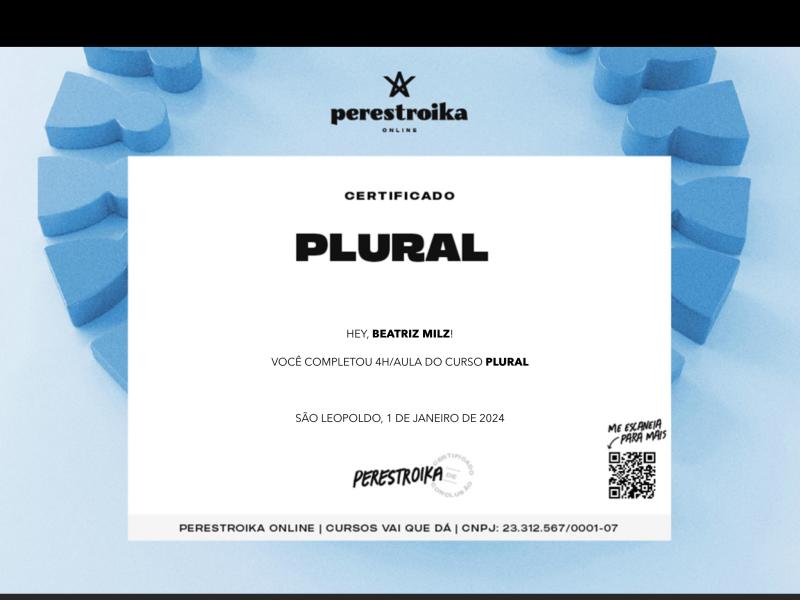 perestroika
ONLINE
CERTIFICADO
PLURAL
HEY, BEATRIZ MILZ!
VOCÊ COMPLETOU 4H/AULA DO CURSO PLURAL
SÃO LEOPOLDO, 1 DE JANEIRO DE 2024
ME ESCANEIA
PARA MAIS
PERESTROIKA
CERTIFICADO
DE
CONCLUSÃO
PERESTROIKA ONLINE | CURSOS VAI QUE DÁ | CNPJ: 23.312.567/0001-07